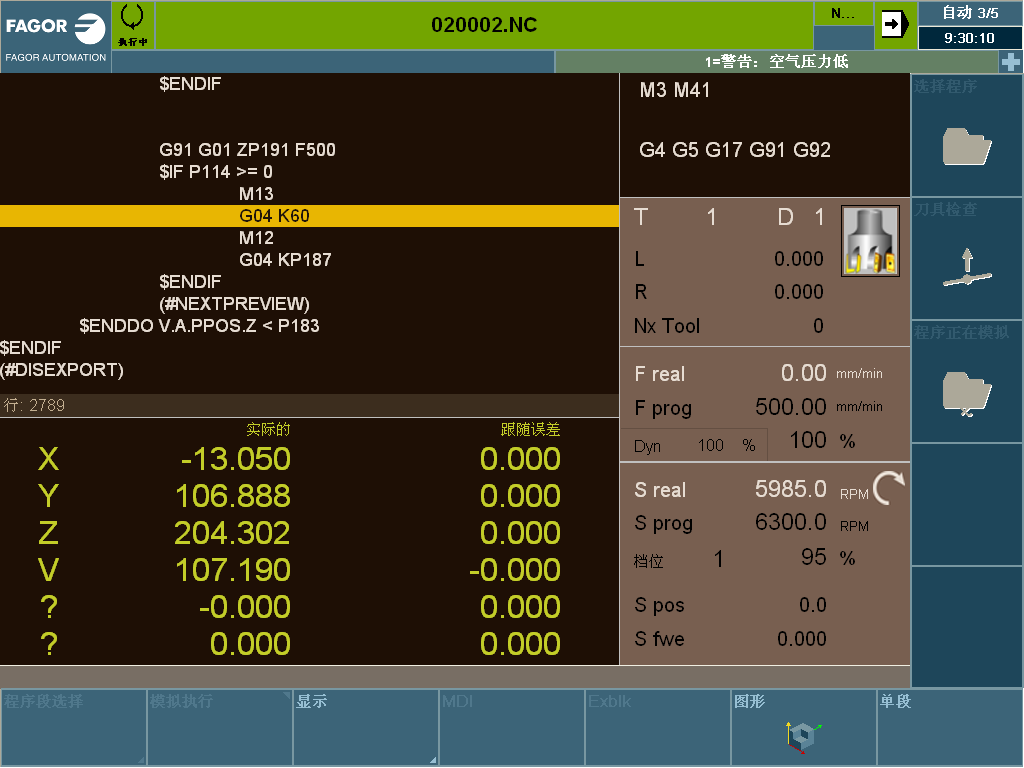 FAGOR
FAGOR AUTOMATION
执行中
020002.NC
N...
自动 3/5
9:30:10
1=警告：空气压力低
$ENDIF
G91 G01 ZP191 F500
$IF P114 >= 0
M13
G04 K60
M12
G04 KP187
$ENDIF
(#NEXTPREVIEW)
$ENDDO V.A.PPOS.Z < P183
$ENDIF
(#DISEXPORT)
行: 2789
实际的 跟随误差
X -13.050 0.000
Y 106.888 0.000
Z 204.302 0.000
V 107.190 -0.000
? -0.000 0.000
? 0.000 0.000
M3 M41
G4 G5 G17 G91 G92
T 1 D 1
L 0.000
R 0.000
Nx Tool 0
F real 0.00 mm/min
F prog 500.00 mm/min
Dyn 100 % 100 %
S real 5985.0 RPM
S prog 6300.0 RPM
档位 1 95 %
S pos 0.0
S fwe 0.000
选择程序
刀具检查
程序正在模拟
程序段选择
模拟执行
显示
MDI
Exblk
图形
单段